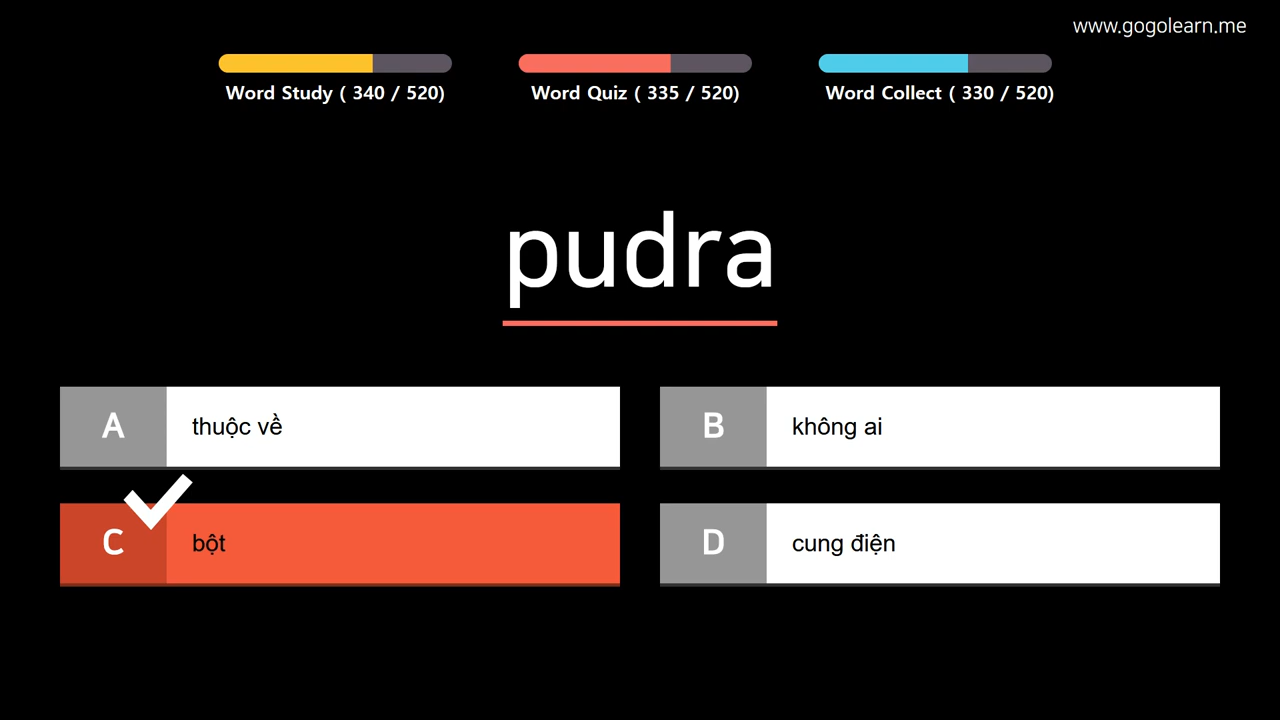 www.gogolearn.me
Word Study ( 340 / 520)
Word Quiz ( 335 / 520)
Word Collect ( 330 / 520)
pudra
A thuộc về
B không ai
C bột
D cung điện